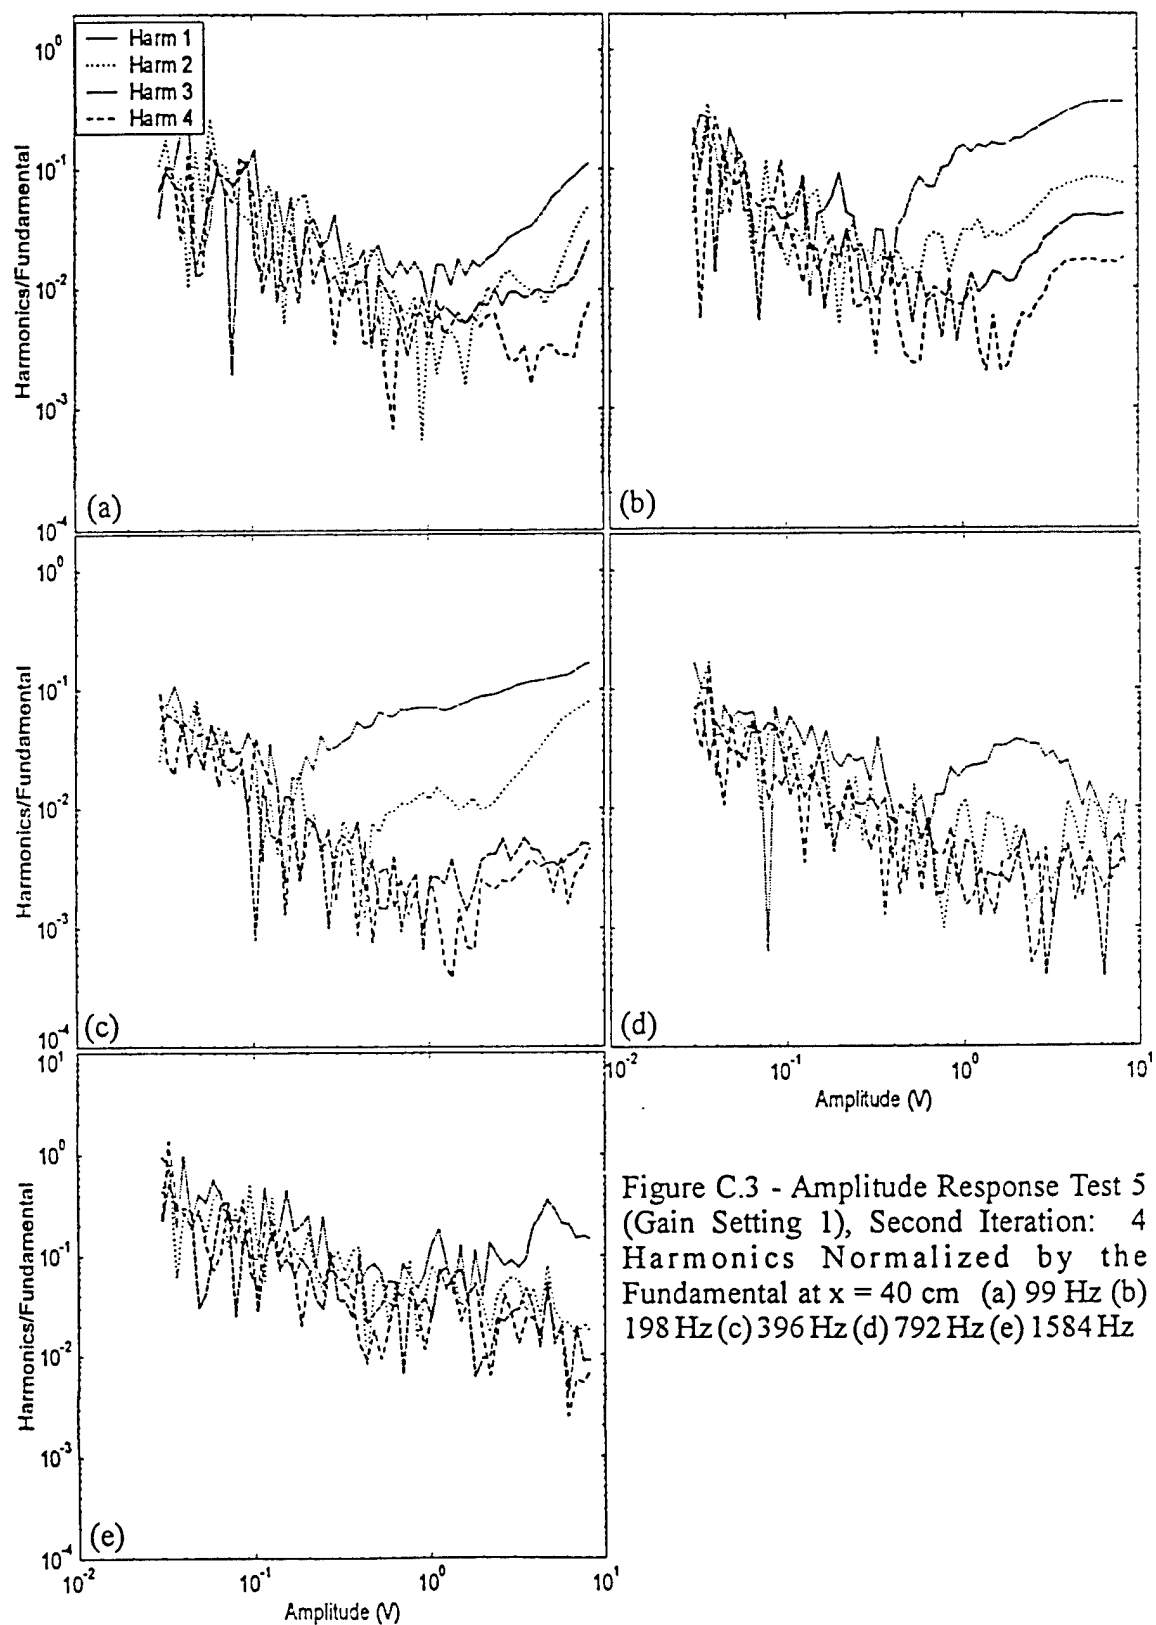 Harm 1
Harm 2
Harm 3
Harm 4
10⁰
10⁻¹
10⁻²
10⁻³
10⁻⁴
Harmonics/Fundamental
(a)
(b)
10⁰
10⁻¹
10⁻²
10⁻³
10⁻⁴
Harmonics/Fundamental
(c)
(d)
10⁻²
10⁻¹
10⁰
10¹
Amplitude (V)
10¹
10⁰
10⁻¹
10⁻²
10⁻³
10⁻⁴
Harmonics/Fundamental
(e)
10⁻²
10⁻¹
10⁰
10¹
Amplitude (V)
Figure C.3 - Amplitude Response Test 5
(Gain Setting 1), Second Iteration: 4
Harmonics Normalized by the
Fundamental at x = 40 cm (a) 99 Hz (b)
198 Hz (c) 396 Hz (d) 792 Hz (e) 1584 Hz